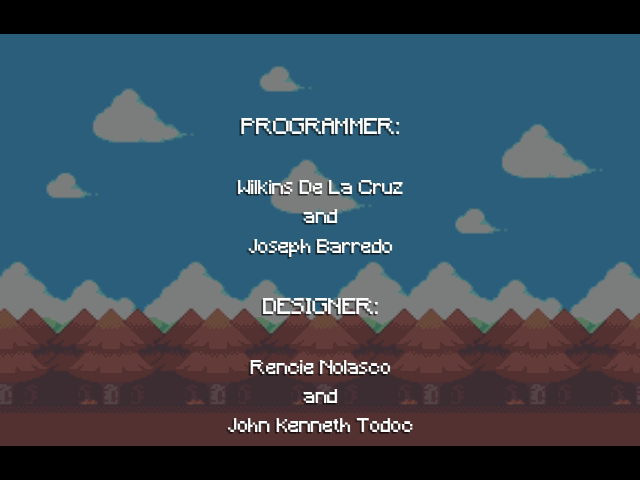 PROGRAMMER:
Wilkins De La Cruz
and
Joseph Barredo
DESIGNER:
Rencie Nolasco
and
John Kenneth Todoc